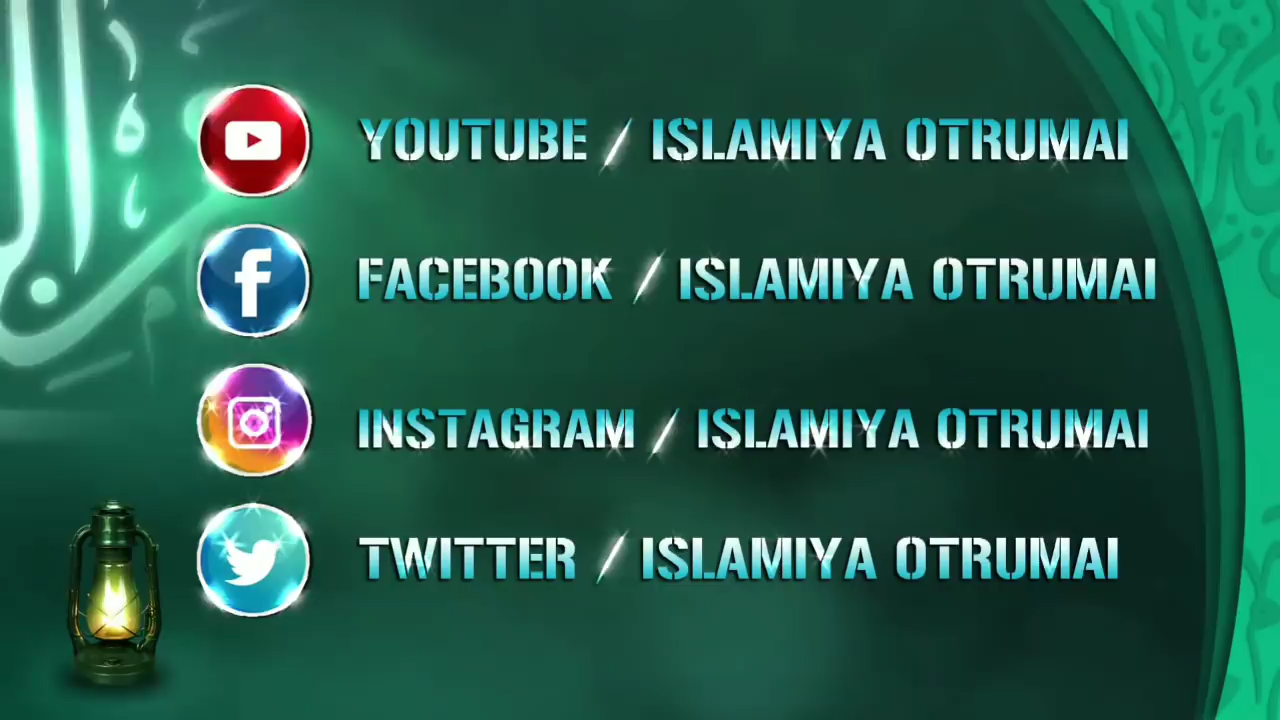 YOUTUBE / ISLAMIYA OTRUMAI
FACEBOOK / ISLAMIYA OTRUMAI
INSTAGRAM / ISLAMIYA OTRUMAI
TWITTER / ISLAMIYA OTRUMAI